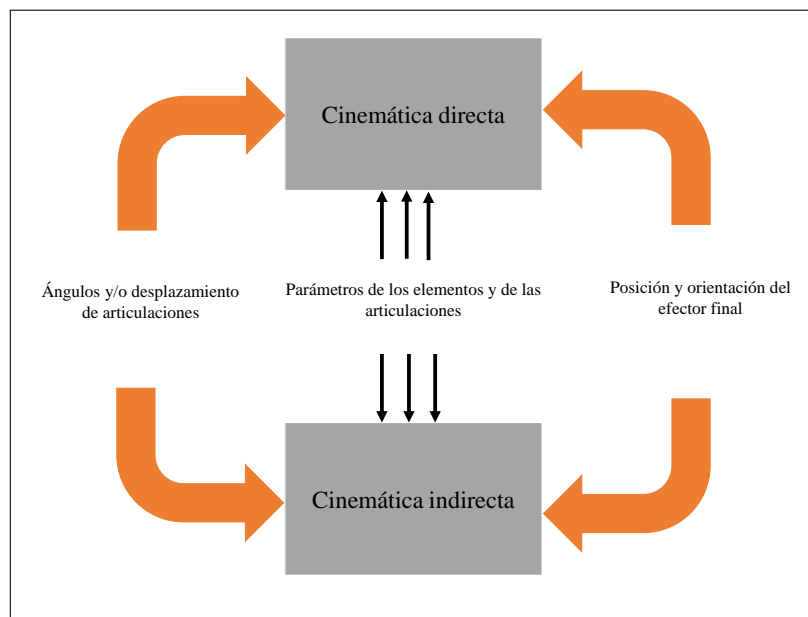 Cinemática directa
Ángulos y/o desplazamiento
de articulaciones
Parámetros de los elementos y de las
articulaciones
Posición y orientación del
efector final
Cinemática indirecta